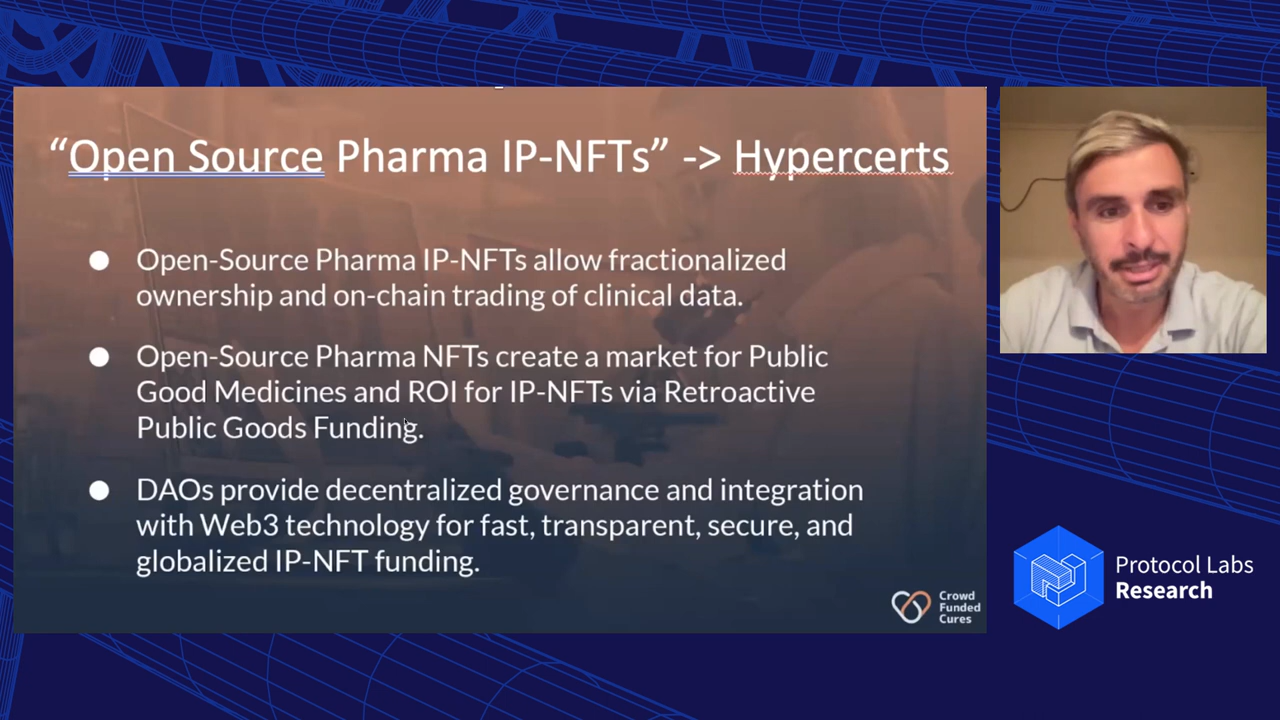 “Open Source Pharma IP-NFTs” -> Hypercerts
● Open-Source Pharma IP-NFTs allow fractionalized
ownership and on-chain trading of clinical data.
● Open-Source Pharma NFTs create a market for Public
Good Medicines and ROI for IP-NFTs via Retroactive
Public Goods Funding.
● DAOs provide decentralized governance and integration
with Web3 technology for fast, transparent, secure, and
globalized IP-NFT funding.
Crowd
Funded
Cures
Protocol Labs
Research